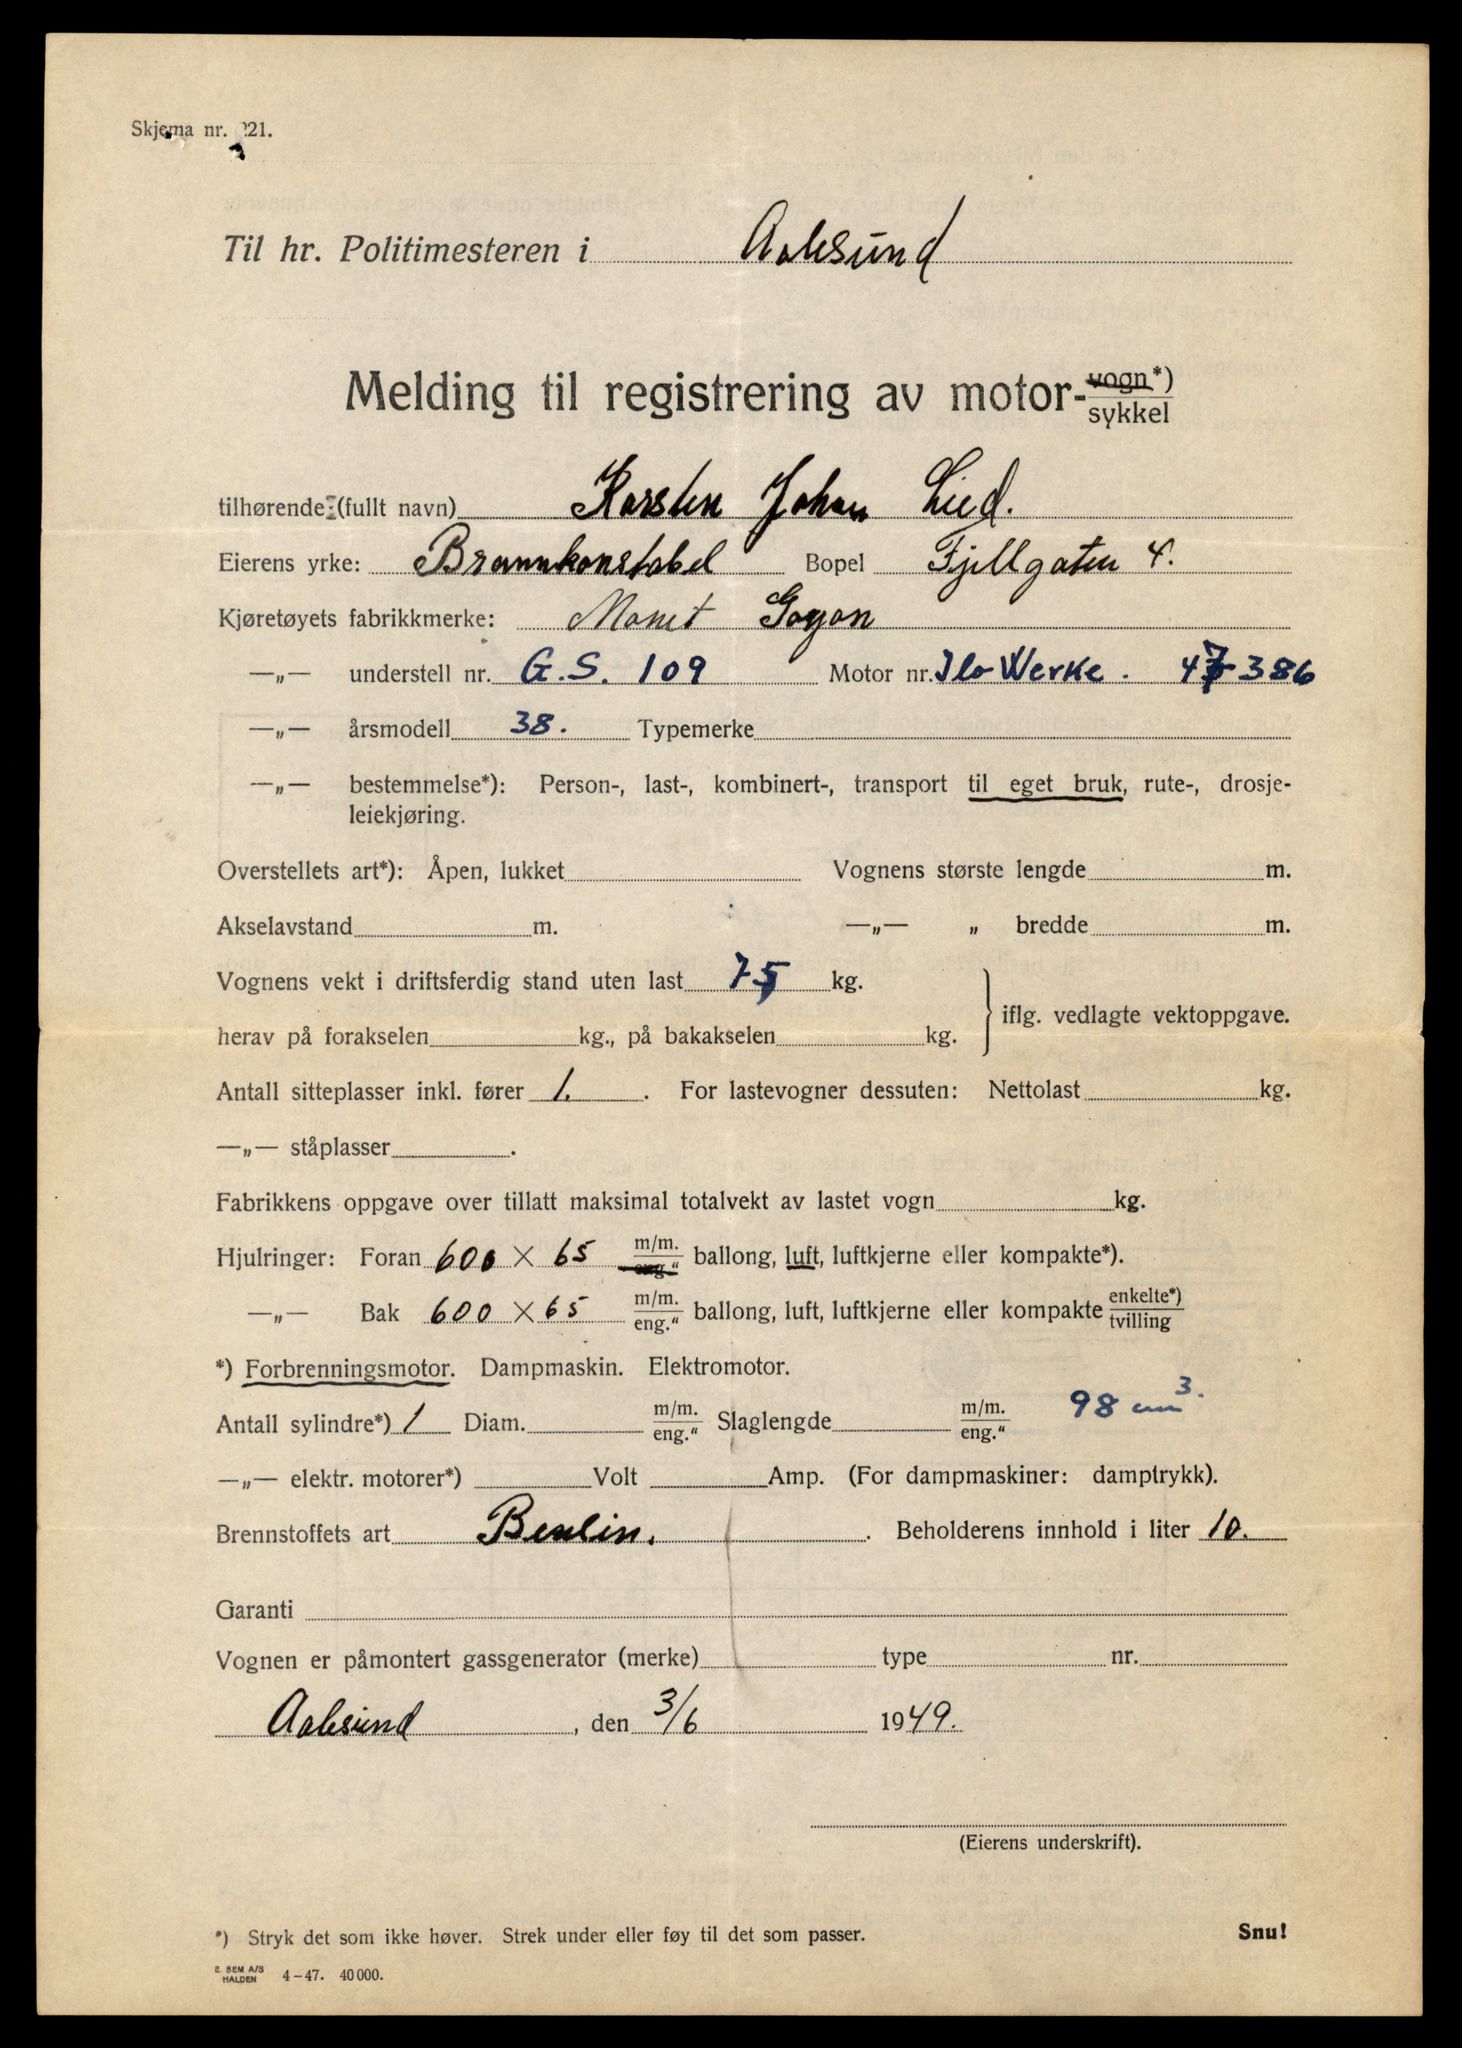 Skjema nr. 221.
Til hr. Politimesteren i Aalesund
Melding til registrering av motor-vogn*) sykkel
tilhørende: (fullt navn) Karsten Johan Lied.
Eierens yrke: Brannkonstabel Bopel Fjellgaten 4.
Kjøretøyets fabrikkmerke: Monet Goyon
—„— understell nr. G.S. 109 Motor nr. Ilo Werke. 47386
—„— årsmodell 38. Typemerke
—„— bestemmelse*): Person-, last-, kombinert-, transport til eget bruk, rute-, drosje-
leiekjøring.
Overstellets art*): Åpen, lukket Vognens største lengde m.
Akselavstand m. —„— „ bredde m.
Vognens vekt i driftsferdig stand uten last 75 kg.
iflg. vedlagte vektoppgave.
herav på forakselen kg., på bakakselen kg.
Antall sitteplasser inkl. fører 1. . For lastevogner dessuten: Nettolast kg.
—„— ståplasser .
Fabrikkens oppgave over tillatt maksimal totalvekt av lastet vogn kg.
Hjulringer: Foran 600 × 65 m/m. eng." ballong, luft, luftkjerne eller kompakte*).
—„— Bak 600 × 65 m/m. eng." ballong, luft, luftkjerne eller kompakte enkelte*) tvilling
*) Forbrenningsmotor. Dampmaskin. Elektromotor.
Antall sylindre*) 1 Diam. m/m. eng." Slaglengde m/m. eng." 98 cm³.
—„— elektr. motorer*) Volt Amp. (For dampmaskiner: damptrykk).
Brennstoffets art Benlin. . Beholderens innhold i liter 10.
Garanti
Vognen er påmontert gassgenerator (merke) type nr.
Aalesund, den 3/6 1949.
(Eierens underskrift).
*) Stryk det som ikke høver. Strek under eller føy til det som passer. Snu!
E. SEM A/S
HALDEN 4–47. 40 000.